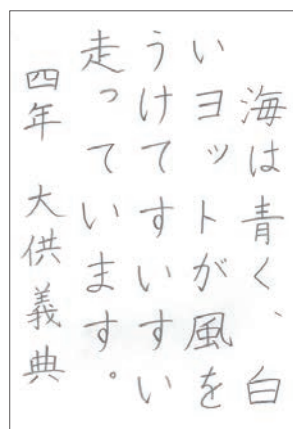 海は青く、白
いヨットが風を
うけてすいすい
走っています。
四年 大供義典